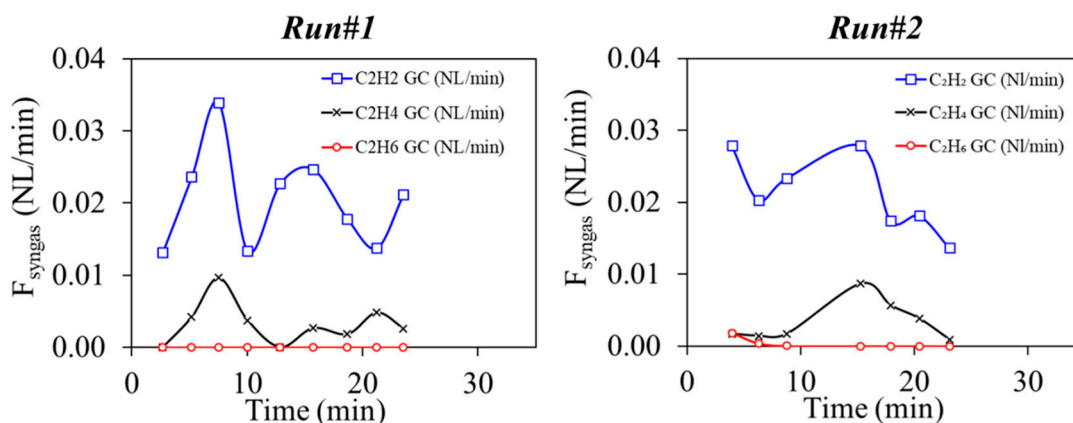 Run#1
0.04
0.03
0.02
0.01
0.00
F_syngas (NL/min)
C2H2 GC (NL/min)
C2H4 GC (NL/min)
C2H6 GC (NL/min)
0
10
20
30
Time (min)
Run#2
0.04
0.03
0.02
0.01
0.00
F_syngas (NL/min)
C₂H₂ GC (Nl/min)
C₂H₄ GC (Nl/min)
C₂H₆ GC (Nl/min)
0
10
20
30
Time (min)